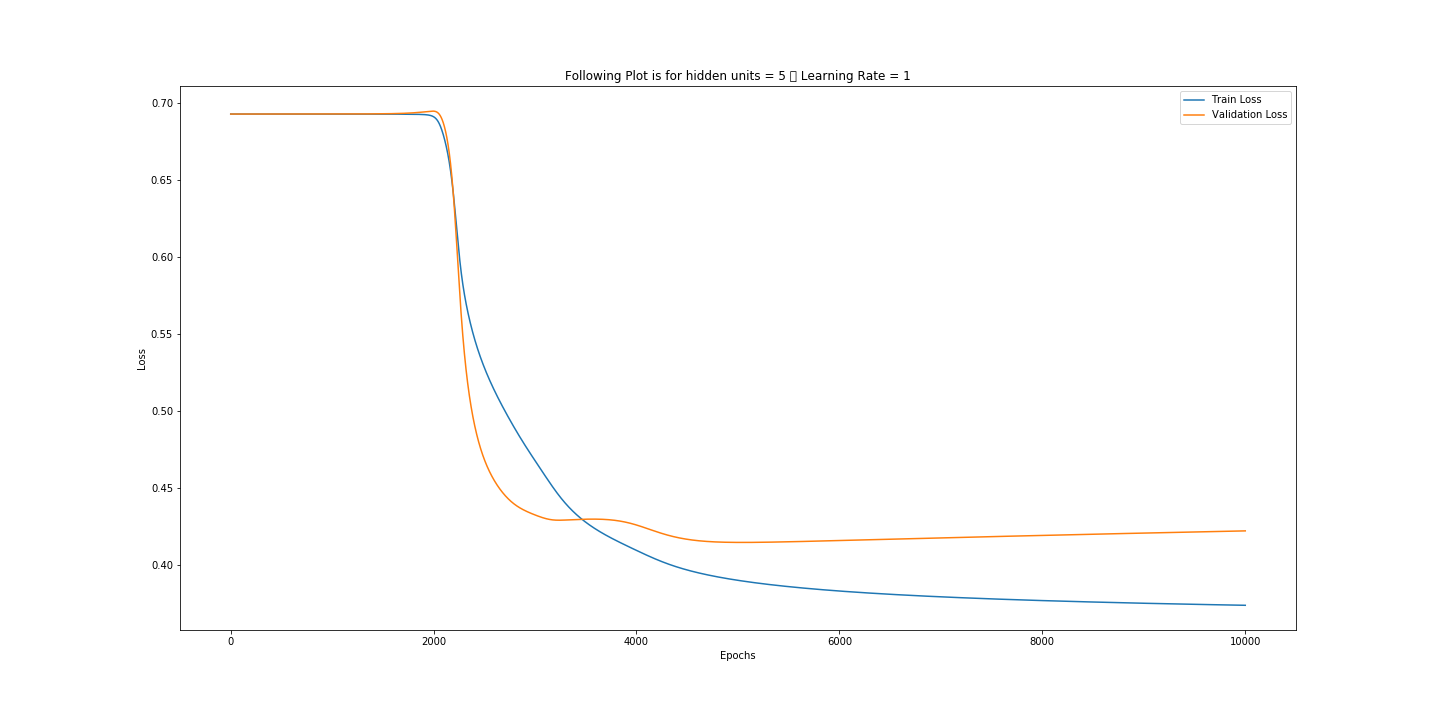 Following Plot is for hidden units = 5 ▯ Learning Rate = 1
Train Loss
Validation Loss
0.70
0.65
0.60
0.55
0.50
0.45
0.40
Loss
0
2000
4000
6000
8000
10000
Epochs